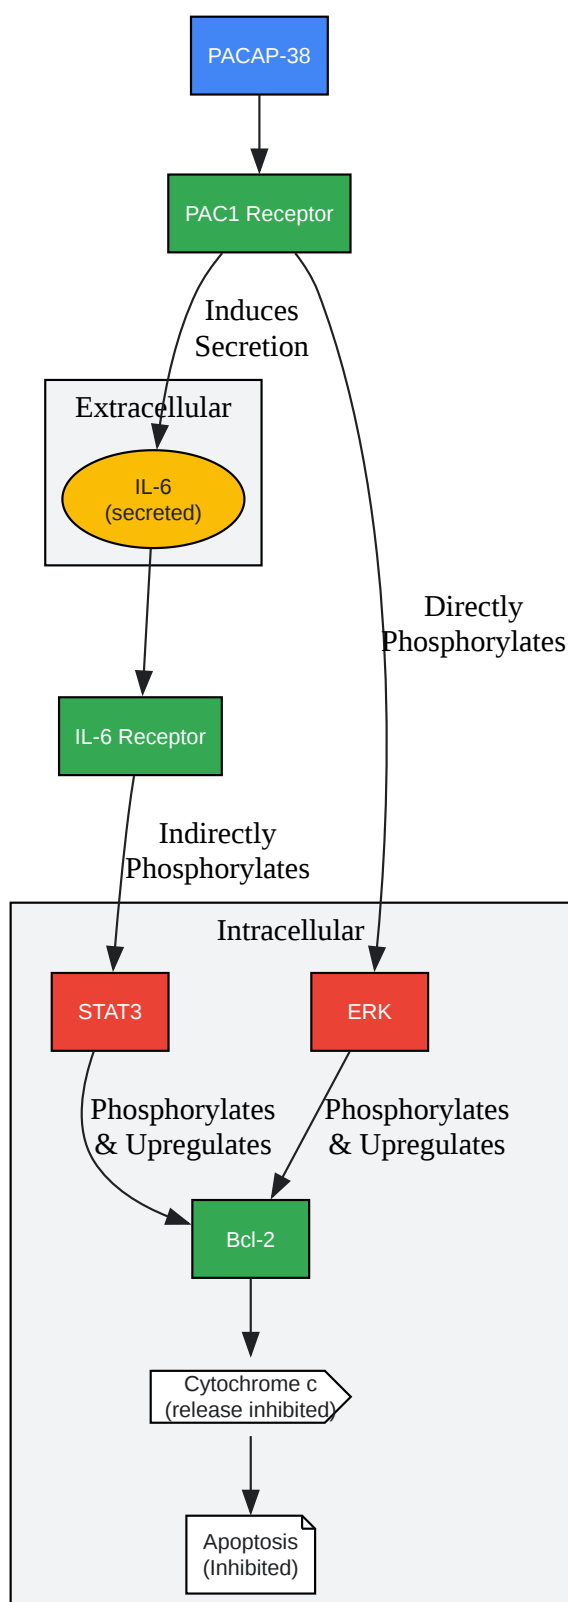 PACAP-38
PAC1 Receptor
Induces
Secretion
Extracellular
IL-6
(secreted)
Directly
Phosphorylates
IL-6 Receptor
Indirectly
Phosphorylates
Intracellular
STAT3
ERK
Phosphorylates
& Upregulates
Phosphorylates
& Upregulates
Bcl-2
Cytochrome c
(release inhibited)
Apoptosis
(Inhibited)